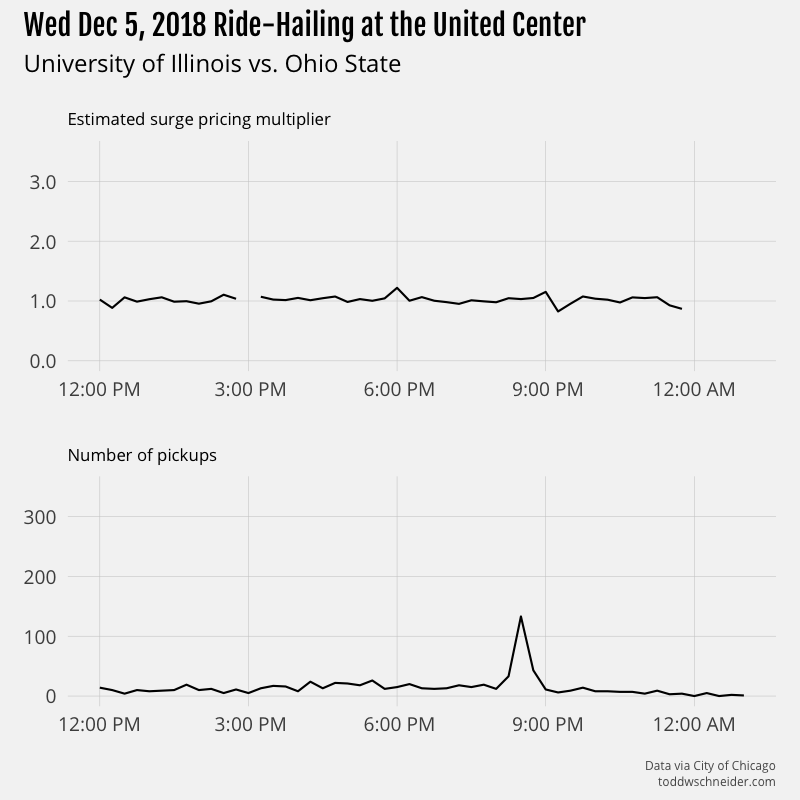 Wed Dec 5, 2018 Ride-Hailing at the United Center
University of Illinois vs. Ohio State
Estimated surge pricing multiplier
3.0
2.0
1.0
0.0
12:00 PM 3:00 PM 6:00 PM 9:00 PM 12:00 AM
Number of pickups
300
200
100
0
12:00 PM 3:00 PM 6:00 PM 9:00 PM 12:00 AM
Data via City of Chicago
toddwschneider.com